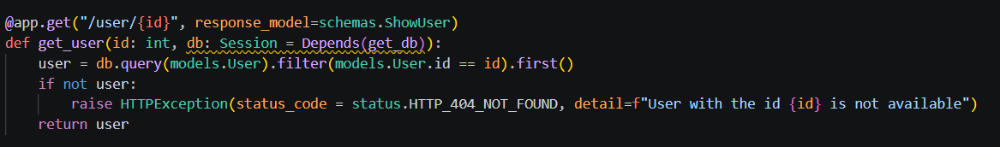 @app.get("/user/{id}", response_model=schemas.ShowUser)
def get_user(id: int, db: Session = Depends(get_db)):
    user = db.query(models.User).filter(models.User.id == id).first()
    if not user:
        raise HTTPException(status_code = status.HTTP_404_NOT_FOUND, detail=f"User with the id {id} is not available")
    return user